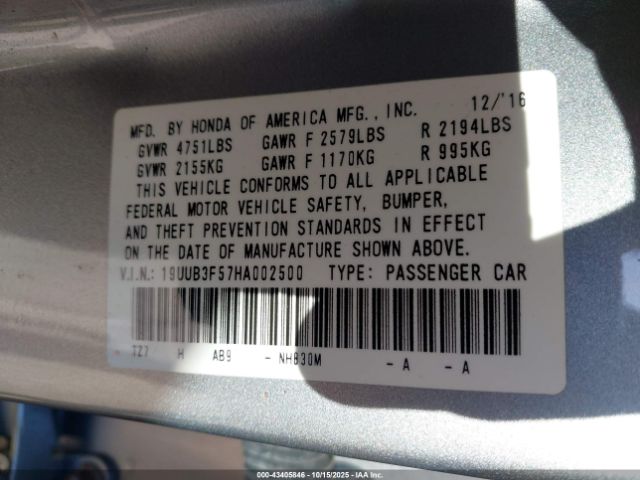 MFD. BY HONDA OF AMERICA MFG., INC. 12/'16
GVWR 4751LBS GAWR F 2579LBS R 2194LBS
GVWR 2155KG GAWR F 1170KG R 995KG
THIS VEHICLE CONFORMS TO ALL APPLICABLE
FEDERAL MOTOR VEHICLE SAFETY, BUMPER,
AND THEFT PREVENTION STANDARDS IN EFFECT
ON THE DATE OF MANUFACTURE SHOWN ABOVE.
V.I.N.: 19UUB3F57HA002500 TYPE: PASSENGER CAR
TZ7 H AB9 - NH830M - A - A
000-43405846 - 10/15/2025 - IAA Inc.